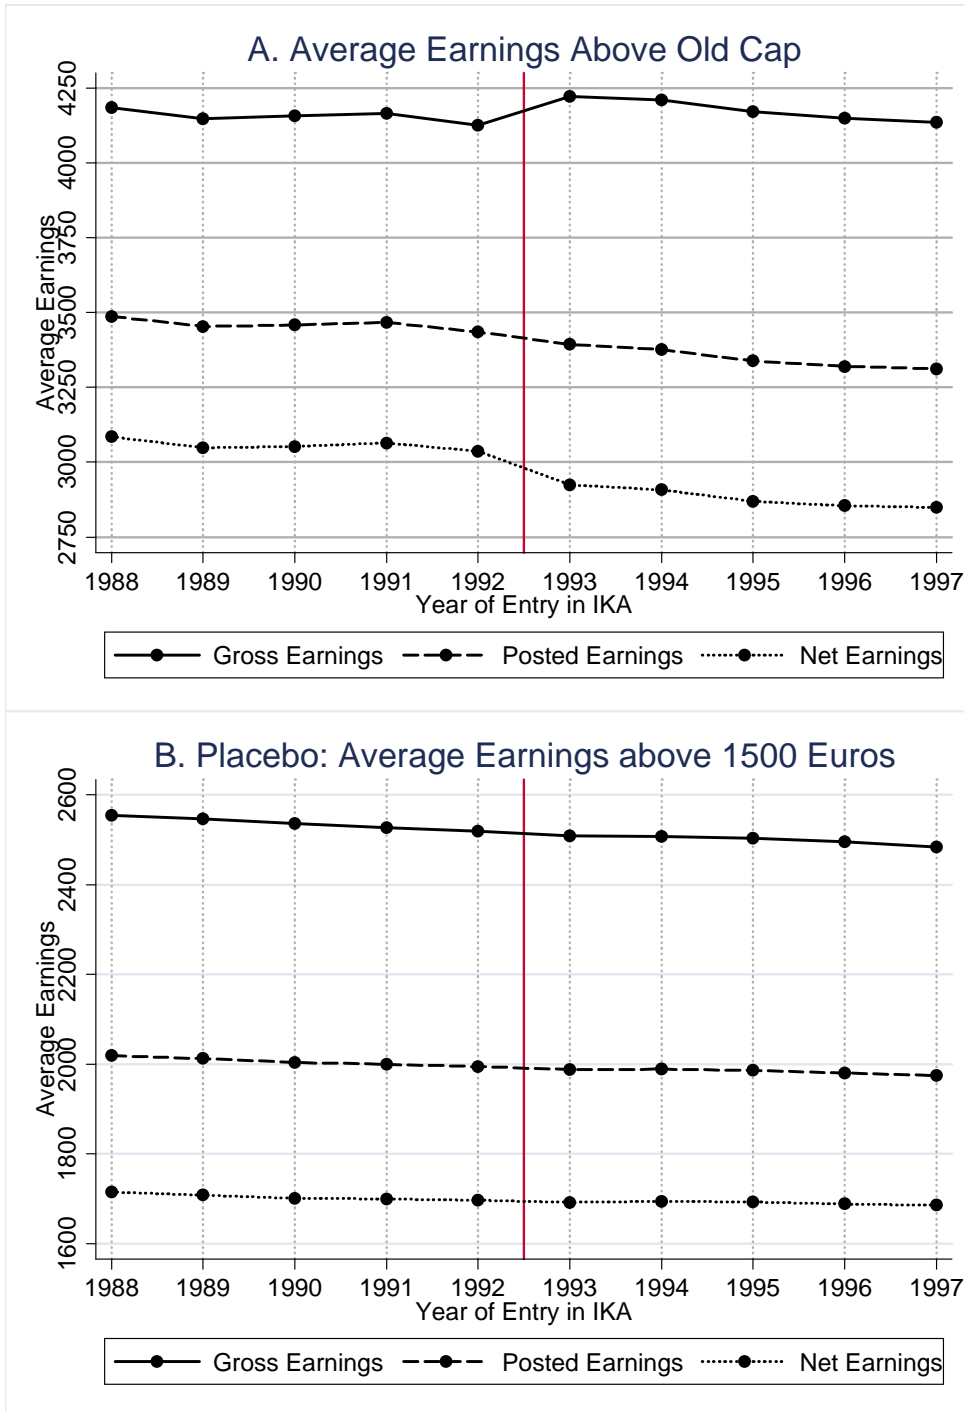 A. Average Earnings Above Old Cap
Average Earnings
4250
4000
3750
3500
3250
3000
2750
1988 1989 1990 1991 1992 1993 1994 1995 1996 1997
Year of Entry in IKA
Gross Earnings Posted Earnings Net Earnings
B. Placebo: Average Earnings above 1500 Euros
Average Earnings
2600
2400
2200
2000
1800
1600
1988 1989 1990 1991 1992 1993 1994 1995 1996 1997
Year of Entry in IKA
Gross Earnings Posted Earnings Net Earnings